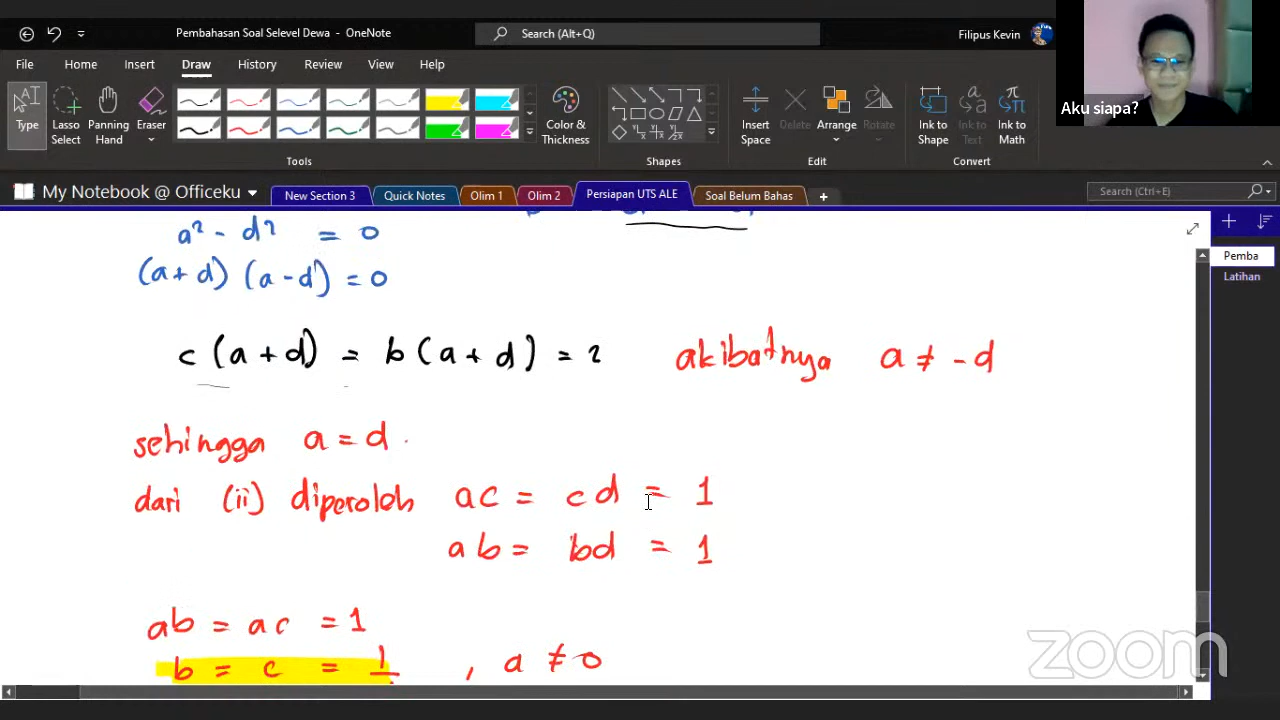 Pembahasan Soal Selevel Dewa - OneNote
Search (Alt+Q)
Filipus Kevin
File Home Insert Draw History Review View Help
Aku siapa?
Type
Lasso Select
Panning Hand
Eraser
Color & Thickness
Insert Space
Delete
Arrange
Rotate
Ink to Shape
Ink to Text
Ink to Math
Tools
Shapes
Edit
Convert
My Notebook @ Officeku
New Section 3
Quick Notes
Olim 1
Olim 2
Persiapan UTS ALE
Soal Belum Bahas
Search (Ctrl+E)
Pemba
Latihan
a² - d² = 0
(a + d) (a - d) = 0
c (a + d) = b (a + d) = 2 akibatnya a ≠ - d
sehingga a = d .
dari (ii) diperoleh ac = cd = 1
ab = bd = 1
ab = ac = 1
b = c = 1 , a ≠ 0
zoom